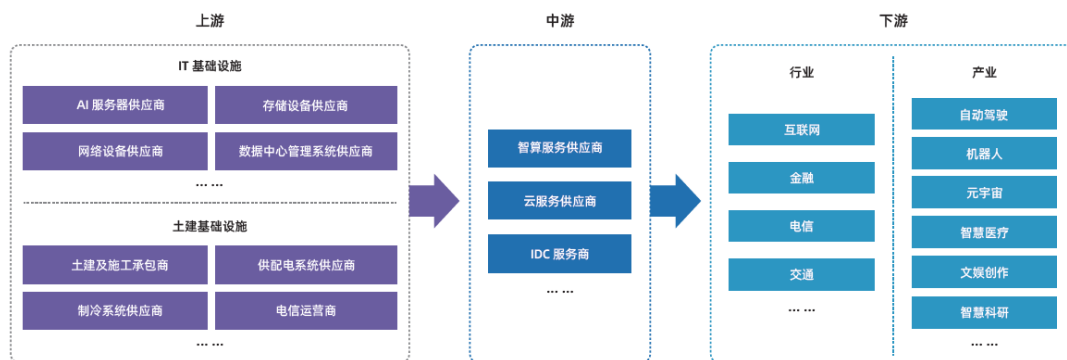 上游
IT 基础设施
AI 服务器供应商
存储设备供应商
网络设备供应商
数据中心管理系统供应商
... ...
土建基础设施
土建及施工承包商
供配电系统供应商
制冷系统供应商
电信运营商
... ...
中游
智算服务供应商
云服务供应商
IDC 服务商
... ...
下游
行业
互联网
金融
电信
交通
... ...
产业
自动驾驶
机器人
元宇宙
智慧医疗
文娱创作
智慧科研
... ...